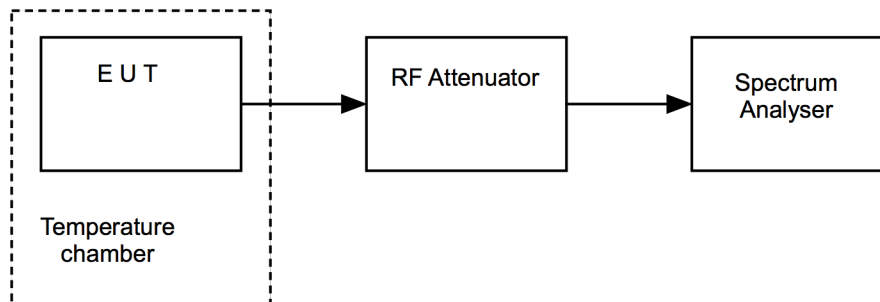 E U T
RF Attenuator
Spectrum
Analyser
Temperature
chamber